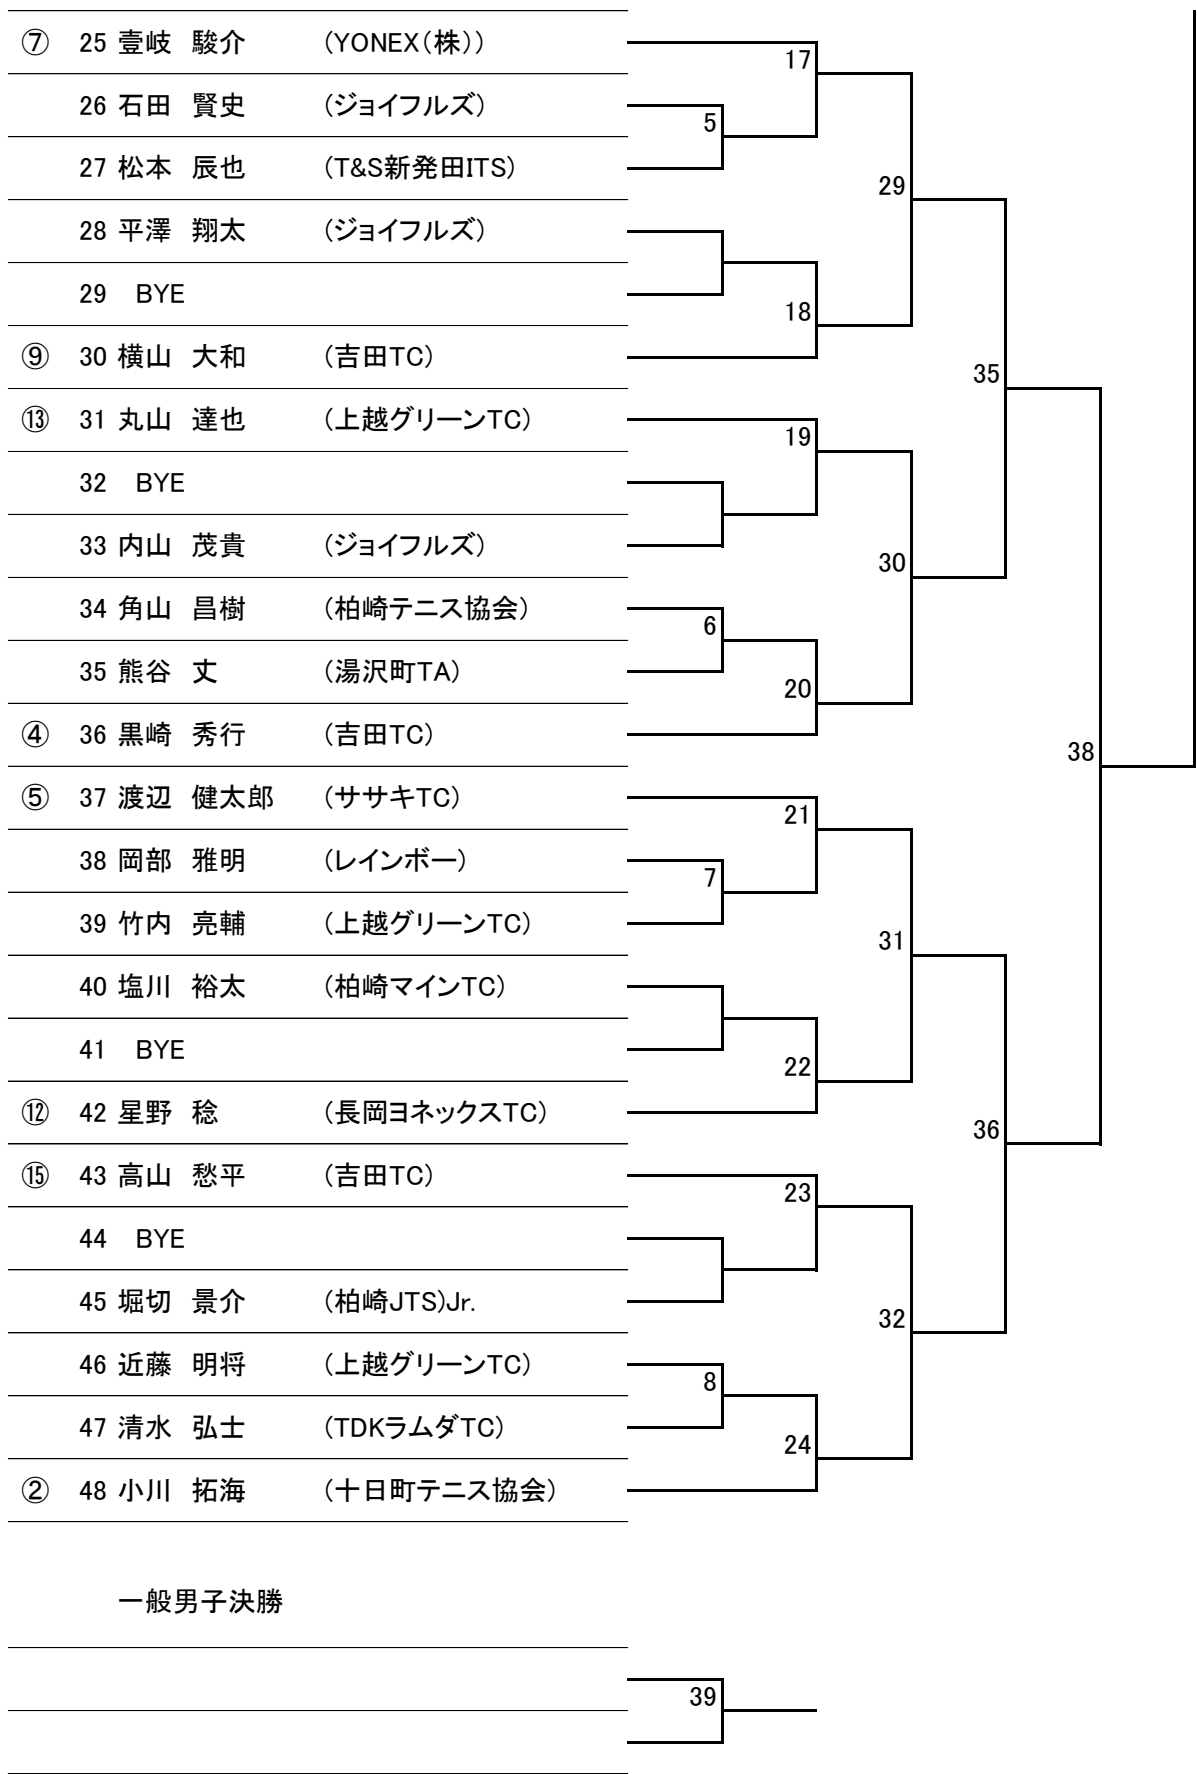 ⑦ 25 壹岐 駿介 (YONEX(株))
17
26 石田 賢史 (ジョイフルズ)
5
27 松本 辰也 (T&S新発田ITS)
29
28 平澤 翔太 (ジョイフルズ)
29 BYE
18
⑨ 30 横山 大和 (吉田TC)
35
⑬ 31 丸山 達也 (上越グリーンTC)
19
32 BYE
33 内山 茂貴 (ジョイフルズ)
30
34 角山 昌樹 (柏崎テニス協会)
6
35 熊谷 丈 (湯沢町TA)
20
④ 36 黒崎 秀行 (吉田TC)
38
⑤ 37 渡辺 健太郎 (ササキTC)
21
38 岡部 雅明 (レインボー)
7
39 竹内 亮輔 (上越グリーンTC)
31
40 塩川 裕太 (柏崎マインTC)
41 BYE
22
⑫ 42 星野 稔 (長岡ヨネックスTC)
36
⑮ 43 高山 愁平 (吉田TC)
23
44 BYE
45 堀切 景介 (柏崎JTS)Jr.
32
46 近藤 明将 (上越グリーンTC)
8
47 清水 弘士 (TDKラムダTC)
24
② 48 小川 拓海 (十日町テニス協会)
一般男子決勝
39